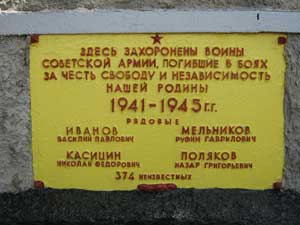 ЗДЕСЬ ЗАХОРОНЕНЫ ВОИНЫ
СОВЕТСКОЙ АРМИИ, ПОГИБШИЕ В БОЯХ
ЗА ЧЕСТЬ СВОБОДУ И НЕЗАВИСИМОСТЬ
НАШЕЙ РОДИНЫ
1941-1945 Г.Г.
РЯДОВЫЕ
ИВАНОВ
ВАСИЛИЙ ПАВЛОВИЧ
МЕЛЬНИКОВ
РУФИН ГАВРИЛОВИЧ
КАСИЦИН
НИКОЛАЙ ФЕДОРОВИЧ
ПОЛЯКОВ
НАЗАР ГРИГОРЬЕВИЧ
374 НЕИЗВЕСТНЫХ